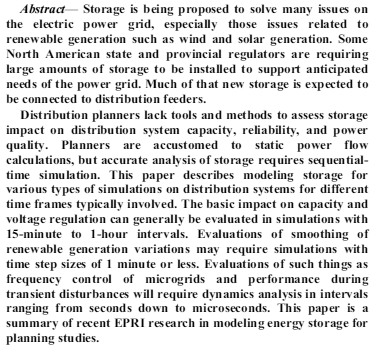 Abstract— Storage is being proposed to solve many issues on
the electric power grid, especially those issues related to
renewable generation such as wind and solar generation. Some
North American state and provincial regulators are requiring
large amounts of storage to be installed to support anticipated
needs of the power grid. Much of that new storage is expected to
be connected to distribution feeders.
Distribution planners lack tools and methods to assess storage
impact on distribution system capacity, reliability, and power
quality. Planners are accustomed to static power flow
calculations, but accurate analysis of storage requires sequential-
time simulation. This paper describes modeling storage for
various types of simulations on distribution systems for different
time frames typically involved. The basic impact on capacity and
voltage regulation can generally be evaluated in simulations with
15-minute to 1-hour intervals. Evaluations of smoothing of
renewable generation variations may require simulations with
time step sizes of 1 minute or less. Evaluations of such things as
frequency control of microgrids and performance during
transient disturbances will require dynamics analysis in intervals
ranging from seconds down to microseconds. This paper is a
summary of recent EPRI research in modeling energy storage for
planning studies.